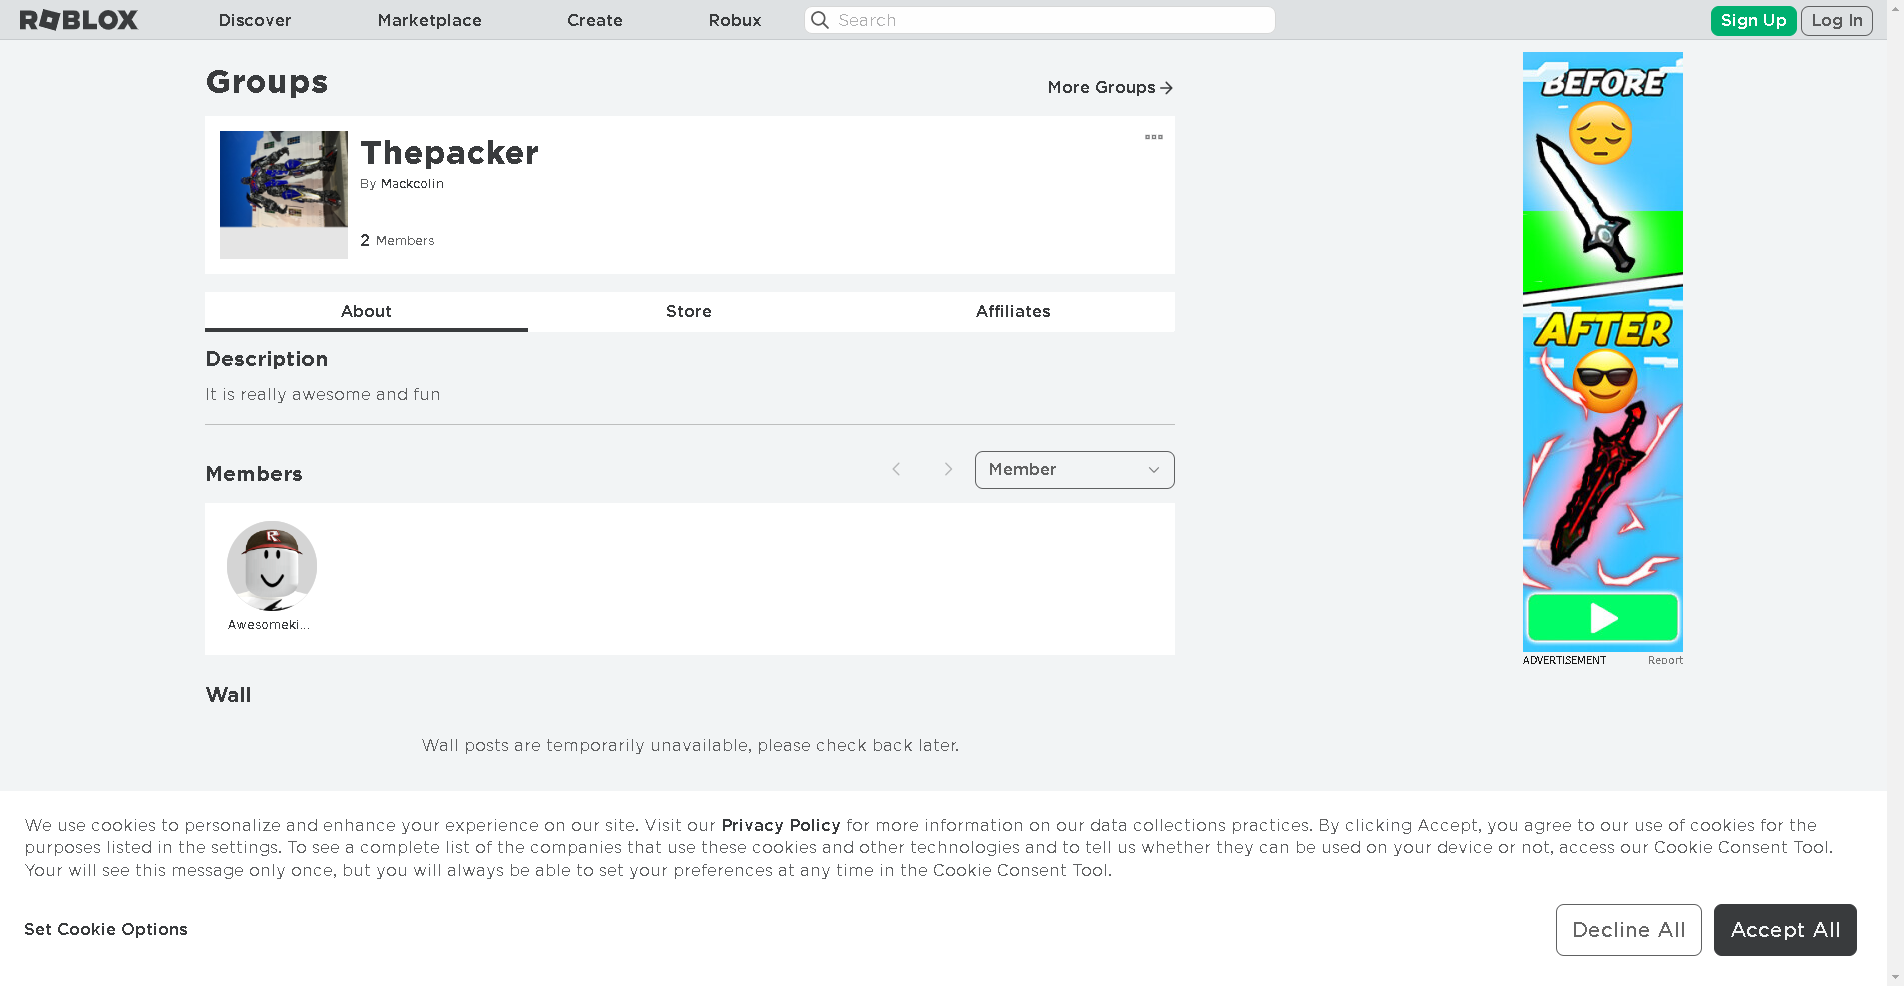 ROBLOX Discover Marketplace Create Robux Search Sign Up Log In
Groups
More Groups
Thepacker
By Mackcolin
2 Members
About Store Affiliates
Description
It is really awesome and fun
Members
Member
R
Awesomeki...
Wall
Wall posts are temporarily unavailable, please check back later.
BEFORE
AFTER
ADVERTISEMENT Report
We use cookies to personalize and enhance your experience on our site. Visit our Privacy Policy for more information on our data collections practices. By clicking Accept, you agree to our use of cookies for the
purposes listed in the settings. To see a complete list of the companies that use these cookies and other technologies and to tell us whether they can be used on your device or not, access our Cookie Consent Tool.
Your will see this message only once, but you will always be able to set your preferences at any time in the Cookie Consent Tool.
Set Cookie Options
Decline All
Accept All